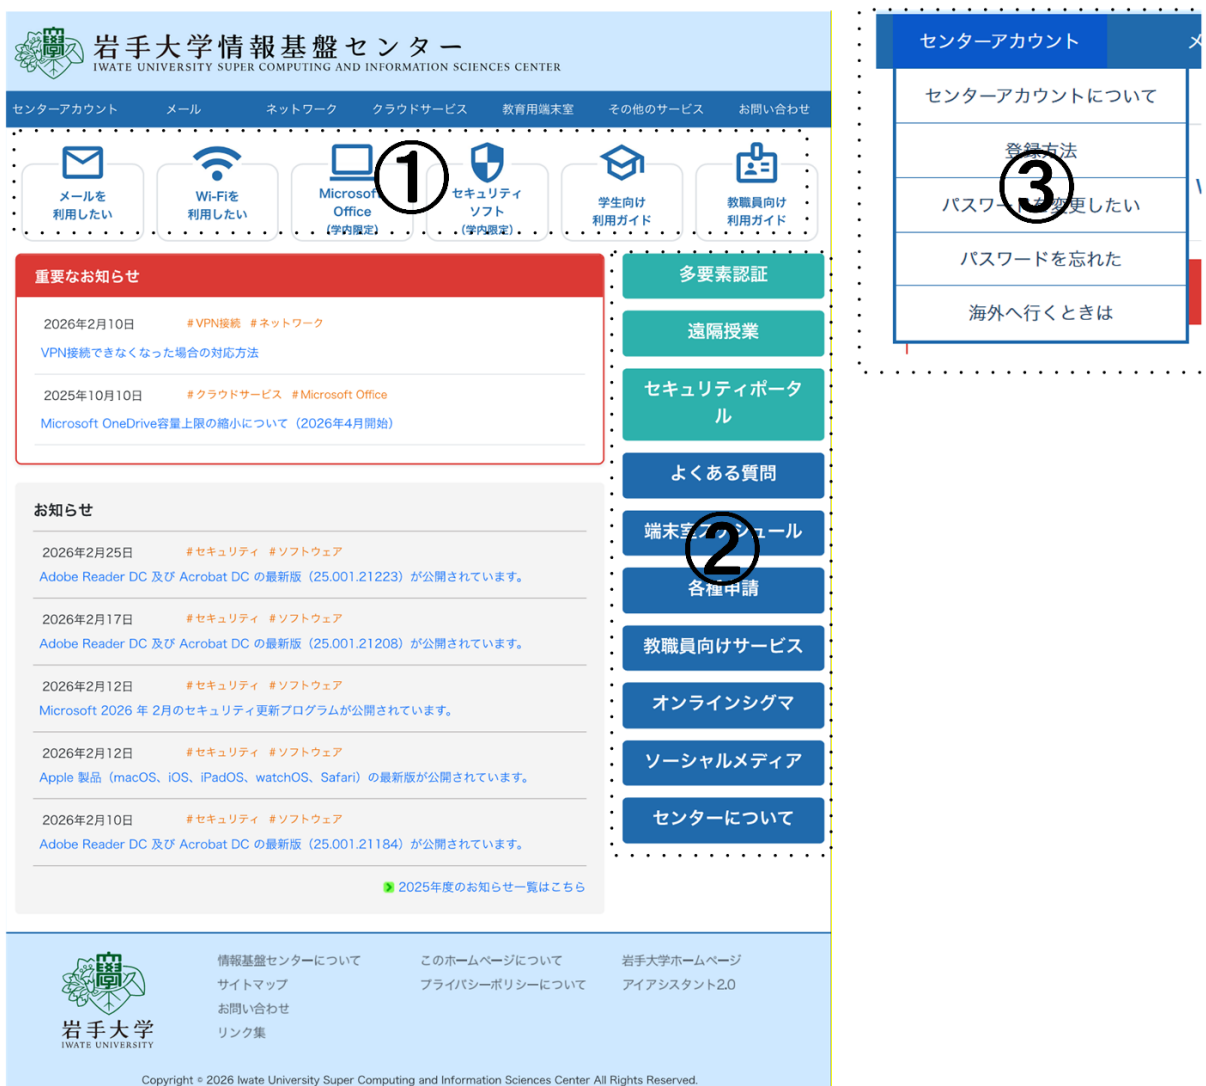 岩手大学情報基盤センター
IWATE UNIVERSITY SUPER COMPUTING AND INFORMATION SCIENCES CENTER
センターアカウント メール ネットワーク クラウドサービス 教育用端末室 その他のサービス お問い合わせ
メールを
利用したい
Wi-Fiを
利用したい
Microsoft
Office
(学内限定)
セキュリティ
ソフト
(学内限定)
学生向け
利用ガイド
教職員向け
利用ガイド
①
重要なお知らせ
2026年2月10日 #VPN接続 #ネットワーク
VPN接続できなくなった場合の対応方法
2025年10月10日 #クラウドサービス #Microsoft Office
Microsoft OneDrive容量上限の縮小について（2026年4月開始）
お知らせ
2026年2月25日 #セキュリティ #ソフトウェア
Adobe Reader DC 及び Acrobat DC の最新版（25.001.21223）が公開されています。
2026年2月17日 #セキュリティ #ソフトウェア
Adobe Reader DC 及び Acrobat DC の最新版（25.001.21208）が公開されています。
2026年2月12日 #セキュリティ #ソフトウェア
Microsoft 2026 年 2月のセキュリティ更新プログラムが公開されています。
2026年2月12日 #セキュリティ #ソフトウェア
Apple 製品（macOS、iOS、iPadOS、watchOS、Safari）の最新版が公開されています。
2026年2月10日 #セキュリティ #ソフトウェア
Adobe Reader DC 及び Acrobat DC の最新版（25.001.21184）が公開されています。
2025年度のお知らせ一覧はこちら
多要素認証
遠隔授業
セキュリティポータ
ル
よくある質問
端末室スケジュール
②
各種申請
教職員向けサービス
オンラインシグマ
ソーシャルメディア
センターについて
岩手大学
IWATE UNIVERSITY
情報基盤センターについて
サイトマップ
お問い合わせ
リンク集
このホームページについて
プライバシーポリシーについて
岩手大学ホームページ
アイアシスタント2.0
Copyright © 2026 Iwate University Super Computing and Information Sciences Center All Rights Reserved.
センターアカウント メ
センターアカウントについて
登録方法
③
パスワードを変更したい
パスワードを忘れた
海外へ行くときは